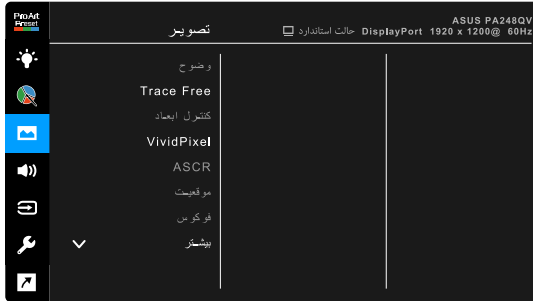 ProArt
Preset
تصویر
ASUS PA248QV
حالت استاندارد DisplayPort 1920 x 1200@ 60Hz
وضوح
Trace Free
کنترل ابعاد
VividPixel
ASCR
موقعیت
فوکوس
بیشتر